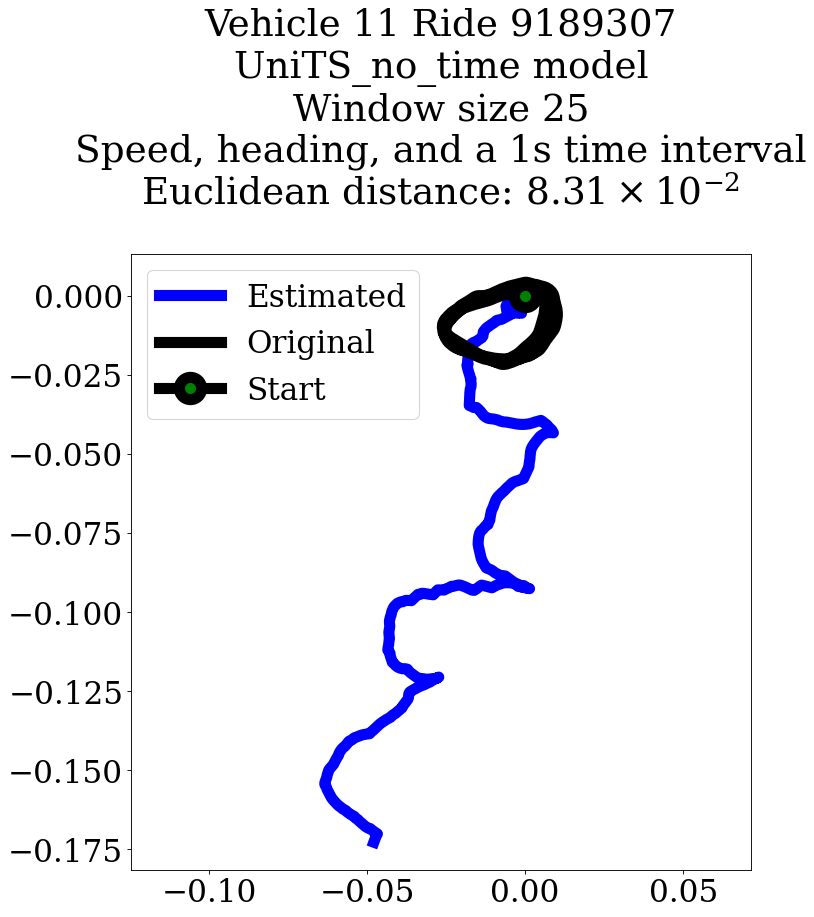 Vehicle 11 Ride 9189307
UniTS_no_time model
Window size 25
Speed, heading, and a 1s time interval
Euclidean distance: 8.31 × 10⁻²
Estimated
Original
Start
0.000
−0.025
−0.050
−0.075
−0.100
−0.125
−0.150
−0.175
−0.10 −0.05 0.00 0.05